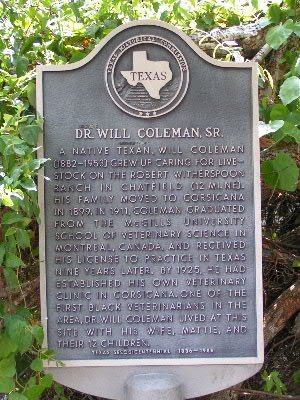 TEXAS HISTORICAL COMMISSION
TEXAS
DR. WILL COLEMAN, SR.
A NATIVE TEXAN, WILL COLEMAN
(1882-1953) GREW UP CARING FOR LIVE-
STOCK ON THE ROBERT WITHERSPOON
RANCH IN CHATFIELD (12 MI.NE).
HIS FAMILY MOVED TO CORSICANA
IN 1899. IN 1911, COLEMAN GRADUATED
FROM THE McGILLS UNIVERSITY
SCHOOL OF VETERINARY SCIENCE IN
MONTREAL, CANADA, AND RECEIVED
HIS LICENSE TO PRACTICE IN TEXAS
NINE YEARS LATER. BY 1925, HE HAD
ESTABLISHED HIS OWN VETERINARY
CLINIC IN CORSICANA. ONE OF THE
FIRST BLACK VETERINARIANS IN THE
AREA, DR. WILL COLEMAN LIVED AT THIS
SITE WITH HIS WIFE, MATTIE, AND
THEIR 12 CHILDREN.
TEXAS SESQUICENTENNIAL 1836-1986